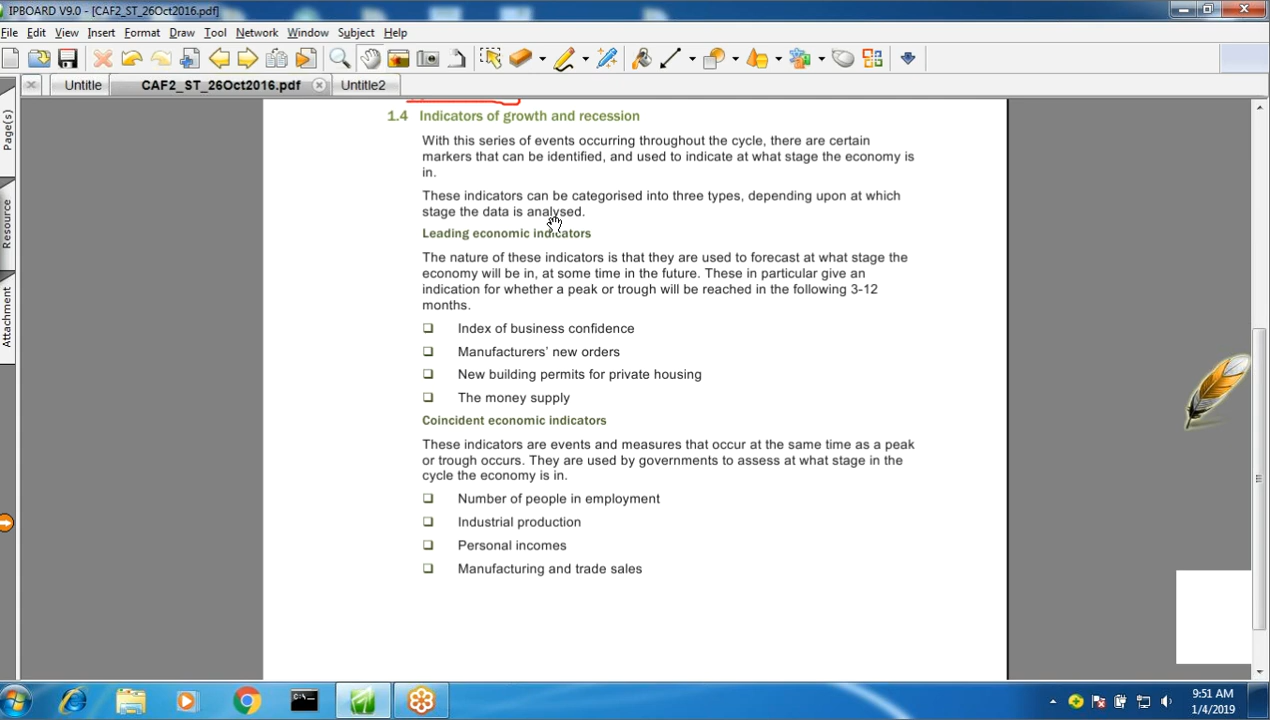 IPBOARD V9.0 - [CAF2_ST_26Oct2016.pdf]
File Edit View Insert Format Draw Tool Network Window Subject Help
Untitle CAF2_ST_26Oct2016.pdf Untitle2
Page(s)
Resource
Attachment
1.4 Indicators of growth and recession
With this series of events occurring throughout the cycle, there are certain
markers that can be identified, and used to indicate at what stage the economy is
in.
These indicators can be categorised into three types, depending upon at which
stage the data is analysed.
Leading economic indicators
The nature of these indicators is that they are used to forecast at what stage the
economy will be in, at some time in the future. These in particular give an
indication for whether a peak or trough will be reached in the following 3-12
months.
❑ Index of business confidence
❑ Manufacturers' new orders
❑ New building permits for private housing
❑ The money supply
Coincident economic indicators
These indicators are events and measures that occur at the same time as a peak
or trough occurs. They are used by governments to assess at what stage in the
cycle the economy is in.
❑ Number of people in employment
❑ Industrial production
❑ Personal incomes
❑ Manufacturing and trade sales
9:51 AM
1/4/2019